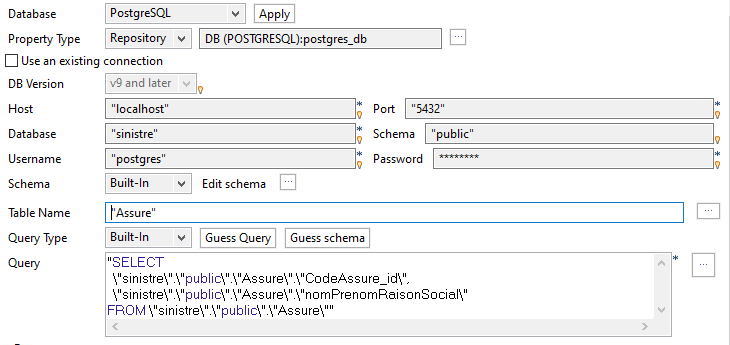 Database PostgreSQL Apply
Property Type Repository DB (POSTGRESQL):postgres_db ...
Use an existing connection
DB Version v9 and later
Host "localhost" * Port "5432" *
Database "sinistre" * Schema "public"
Username "postgres" * Password ******** *
Schema Built-In Edit schema ...
Table Name "Assure" ...
Query Type Built-In Guess Query Guess schema
Query "SELECT * ...
\"sinistre\".\"public\".\"Assure\".\"CodeAssure_id\",
\"sinistre\".\"public\".\"Assure\".\"nomPrenomRaisonSocial\"
FROM \"sinistre\".\"public\".\"Assure\""